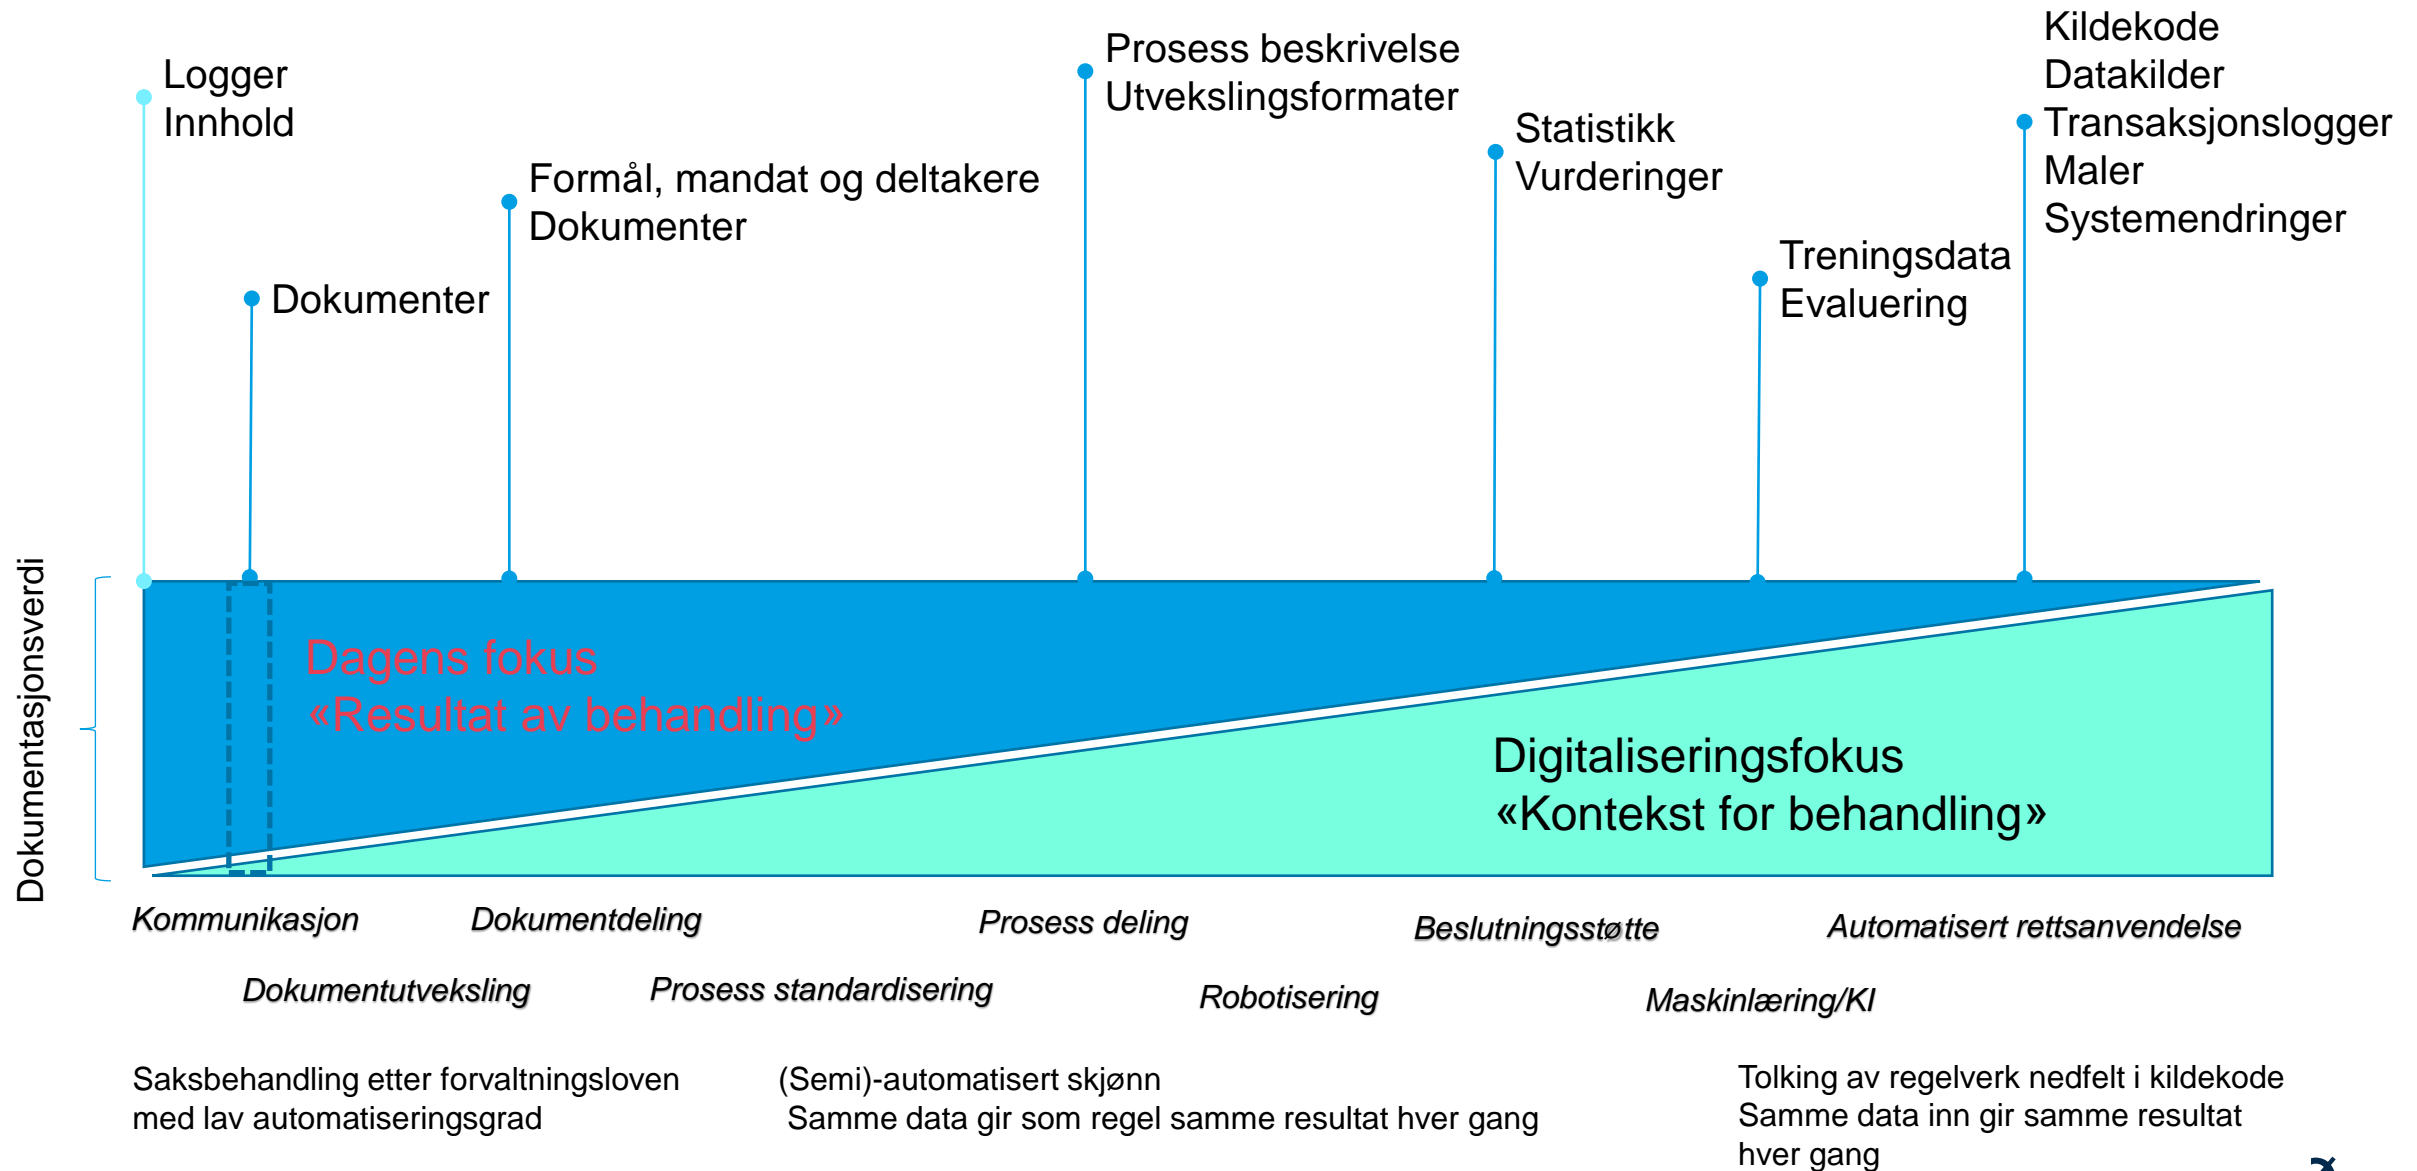 Logger
Innhold
Dokumenter
Formål, mandat og deltakere
Dokumenter
Prosess beskrivelse
Utvekslingsformater
Statistikk
Vurderinger
Treningsdata
Evaluering
Kildekode
Datakilder
Transaksjonslogger
Maler
Systemendringer
Dokumentasjonsverdi
Dagens fokus
«Resultat av behandling»
Digitaliseringsfokus
«Kontekst for behandling»
Kommunikasjon
Dokumentdeling
Prosess deling
Beslutningsstøtte
Automatisert rettsanvendelse
Dokumentutveksling
Prosess standardisering
Robotisering
Maskinlæring/KI
Saksbehandling etter forvaltningsloven
med lav automatiseringsgrad
(Semi)-automatisert skjønn
Samme data gir som regel samme resultat hver gang
Tolking av regelverk nedfelt i kildekode
Samme data inn gir samme resultat
hver gang